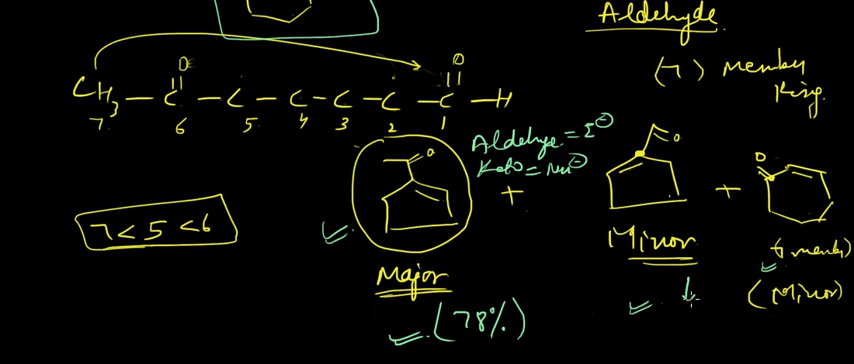 Aldehyde
(7) Member Ring.
O O
CH3 — C — C — C — C — C — C — H
7 6 5 4 3 2 1
Aldehyde = E⊖
Keto = Nu⊖
O + O + O
7 < 5 < 6
Major
Minor
(7 member)
(78%)
(Minor)